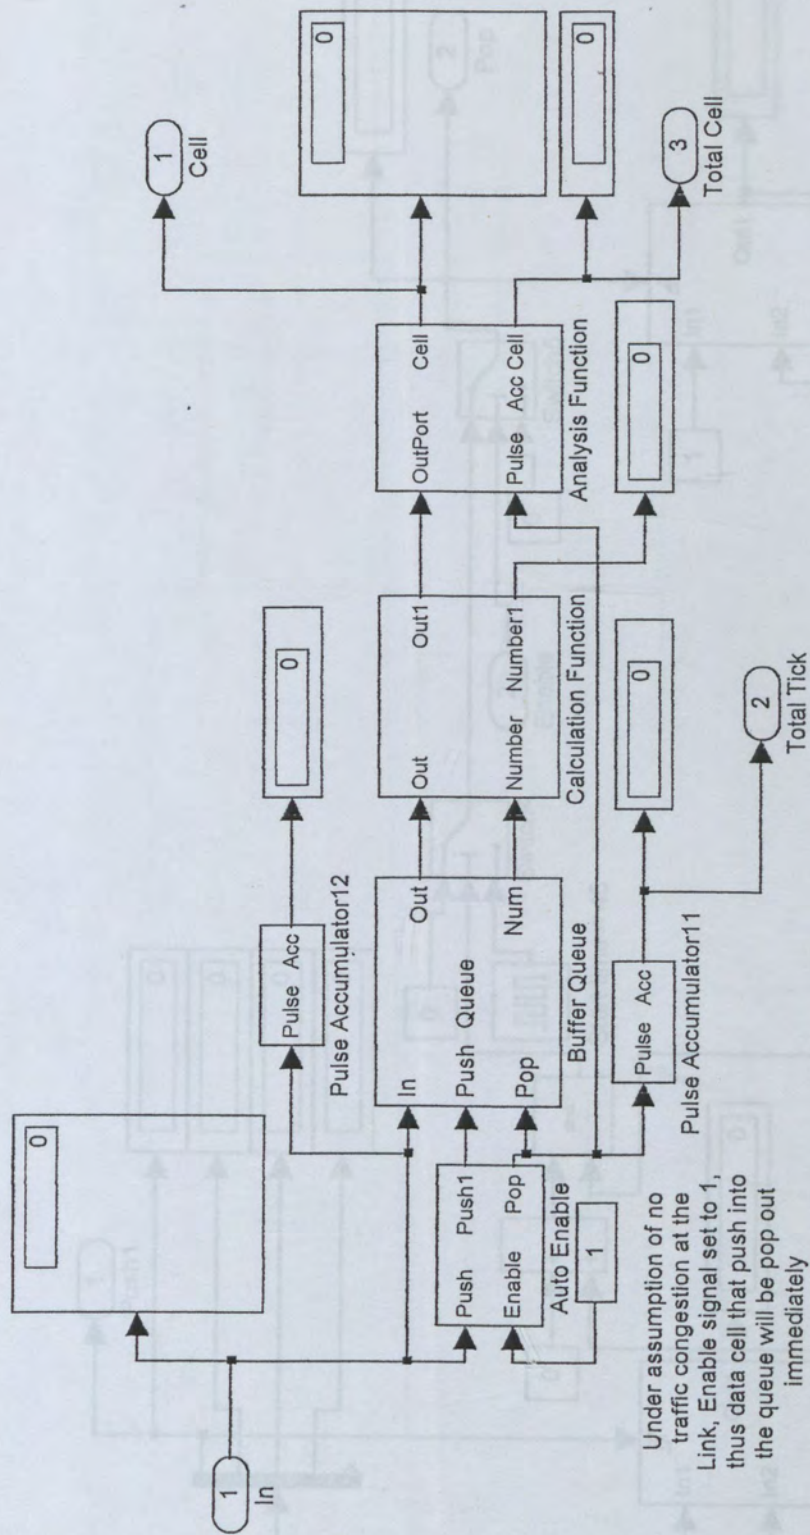 1
In
0
Push Push1
Enable Pop
Auto Enable
1
Under assumption of no
traffic congestion at the
Link, Enable signal set to 1,
thus data cell that push into
the queue will be pop out
immediately
Pulse Acc
Pulse Accumulator12
0
In
Out
Push Queue
Pop
Num
Buffer Queue
Pulse Acc
Pulse Accumulator11
0
2
Total Tick
Out Out1
Number Number1
Calculation Function
0
OutPort Cell
Pulse Acc Cell
Analysis Function
1
Cell
0
0
3
Total Cell